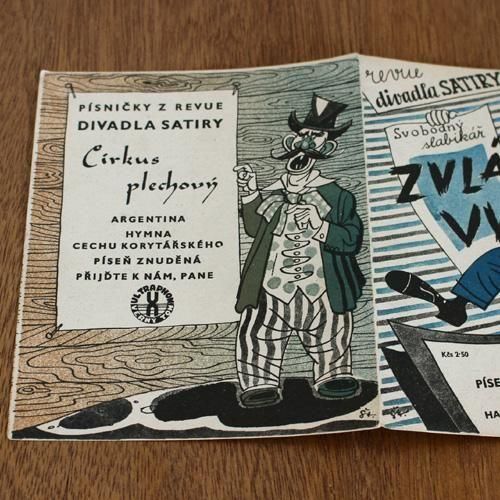 PÍSNIČKY Z REVUE
DIVADLA SATIRY
Cirkus
plechový
ARGENTINA
HYMNA
CECHU KORYTÁŘSKÉHO
PÍSEŇ ZNUDĚNÁ
PŘIJĎTE K NÁM, PANE
ULTRAPHON
revue
divadla SATIRY
Svobodný
slabikář
ZVLÁ
VY
Kčs 2·50
PÍSE
HA